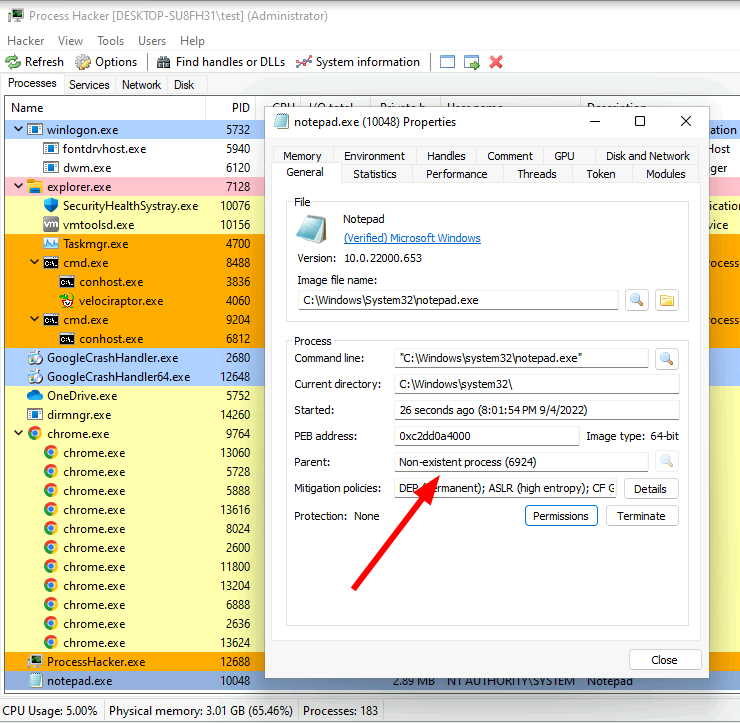 Process Hacker [DESKTOP-SU8FH31\test] (Administrator)
Hacker View Tools Users Help
Refresh Options Find handles or DLLs System information
Processes Services Network Disk
Name PID CPU I/O total Private b User name Description
winlogon.exe 5732
fontdrvhost.exe 5940
dwm.exe 6120
explorer.exe 7128
SecurityHealthSystray.exe 10076
vmtoolsd.exe 10156
Taskmgr.exe 4700
cmd.exe 8488
conhost.exe 3836
velociraptor.exe 4060
cmd.exe 9204
conhost.exe 6812
GoogleCrashHandler.exe 2680
GoogleCrashHandler64.exe 12648
OneDrive.exe 5752
dirmngr.exe 14260
chrome.exe 9764
chrome.exe 13060
chrome.exe 5728
chrome.exe 5888
chrome.exe 13616
chrome.exe 8024
chrome.exe 2600
chrome.exe 11800
chrome.exe 13204
chrome.exe 6888
chrome.exe 2636
chrome.exe 13624
ProcessHacker.exe 12688
notepad.exe 10048 2.89 MB NT AUTHORITY\SYSTEM Notepad
CPU Usage: 5.00% Physical memory: 3.01 GB (65.46%) Processes: 183
notepad.exe (10048) Properties
Memory Environment Handles Comment GPU Disk and Network
General Statistics Performance Threads Token Modules
File
Notepad
(Verified) Microsoft Windows
Version: 10.0.22000.653
Image file name:
C:\Windows\System32\notepad.exe
Process
Command line: "C:\Windows\system32\notepad.exe"
Current directory: C:\Windows\system32\
Started: 26 seconds ago (8:01:54 PM 9/4/2022)
PEB address: 0xc2dd0a4000 Image type: 64-bit
Parent: Non-existent process (6924)
Mitigation policies: DEP (permanent); ASLR (high entropy); CF G Details
Protection: None Permissions Terminate
Close